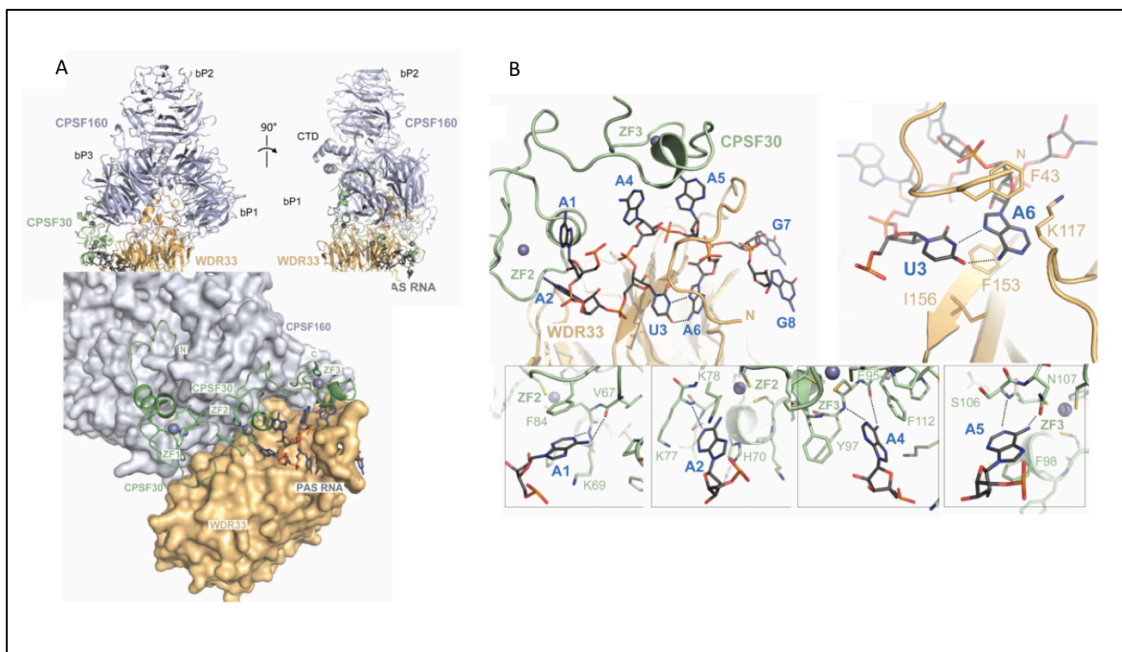 A
bP2
bP2
CPSF160
90°
CPSF160
CTD
bP3
bP1
bP1
CPSF30
WDR33
WDR33
AS RNA
CPSF160
N
C
ZF3
CPSF30
ZF2
ZF1
CPSF30
PAS RNA
WDR33
B
ZF3
CPSF30
A4
A5
A1
G7
ZF2
A2
WDR33
U3
A6
N
G8
N
F43
A6
K117
U3
F153
I156
ZF2
V67
F84
A1
K69
K78
ZF2
K77
A2
H70
F95
ZF3
F112
Y97
A4
N107
S106
ZF3
A5
F98